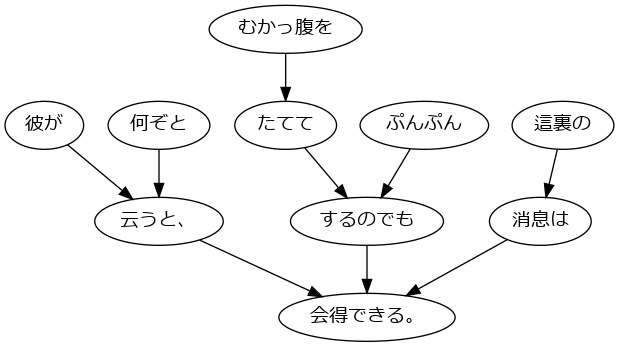 むかっ腹を
彼が
何ぞと
たてて
ぷんぷん
這裏の
云うと、
するのでも
消息は
会得できる。